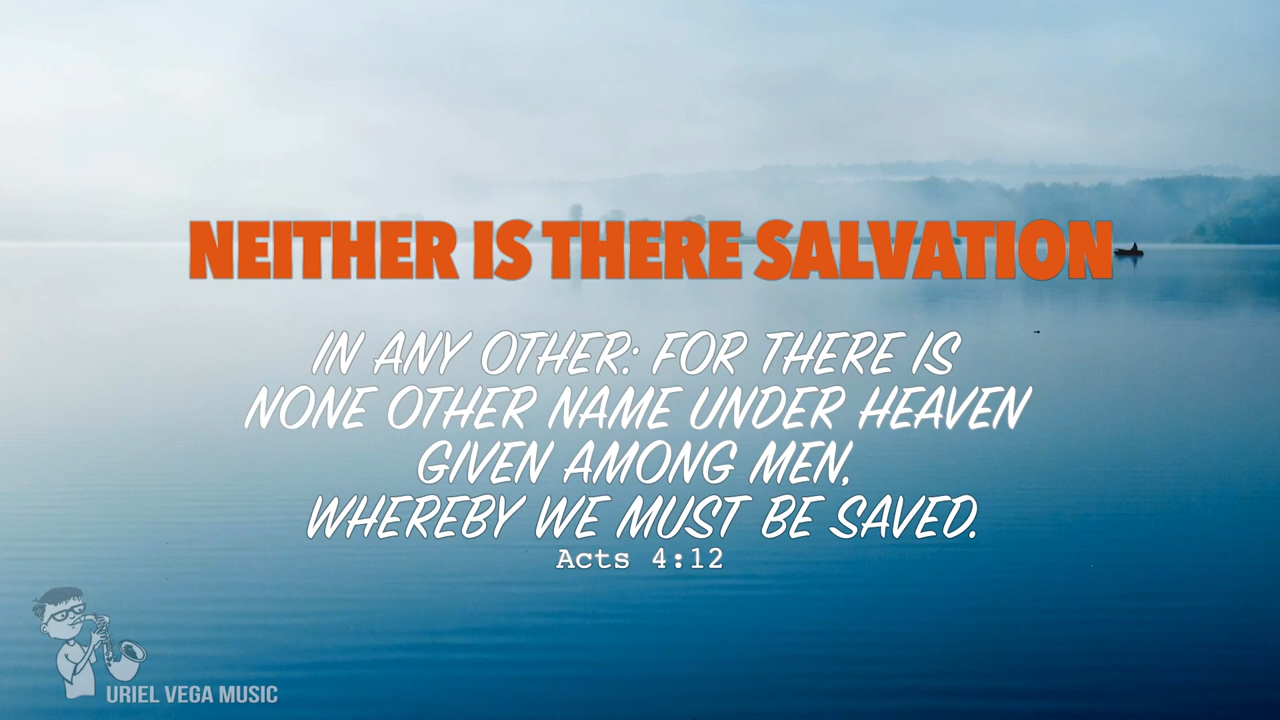 NEITHER IS THERE SALVATION
IN ANY OTHER: FOR THERE IS
NONE OTHER NAME UNDER HEAVEN
GIVEN AMONG MEN,
WHEREBY WE MUST BE SAVED.
Acts 4:12
URIEL VEGA MUSIC